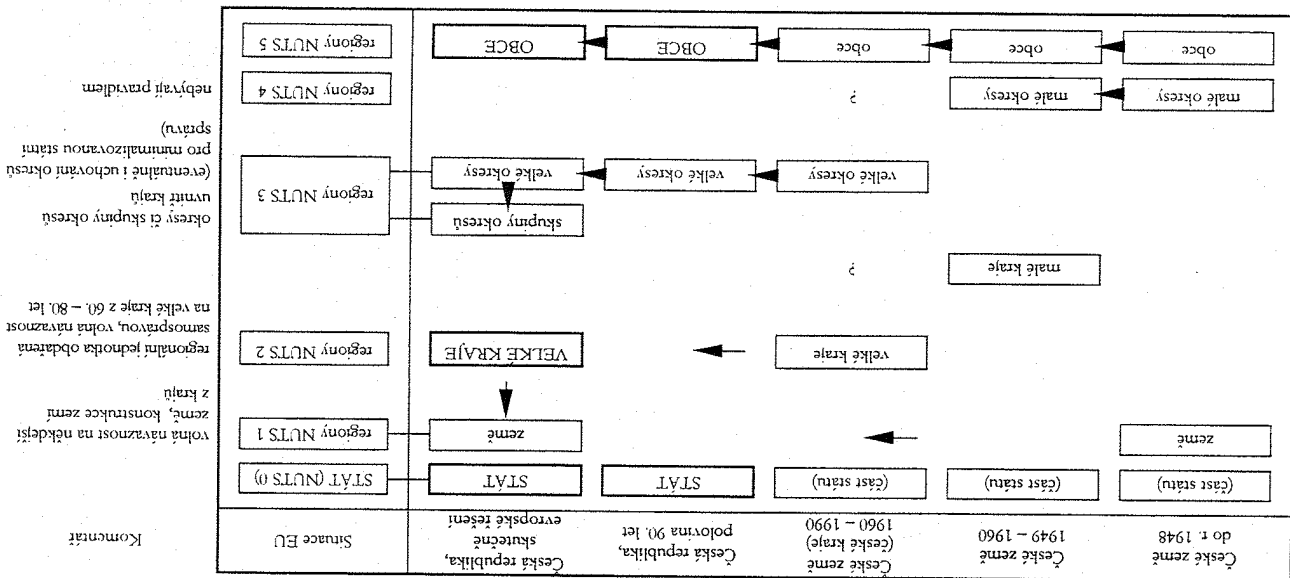 České země
do r. 1948
České země
1949 – 1960
České země
(české kraje)
1960 – 1990
Česká republika,
polovina 90. let
Česká republika,
skutečně
evropské řešení
Situace EU
Komentář
(část státu)
(část státu)
(část státu)
STÁT
STÁT
STÁT (NUTS 0)
země
země
regiony NUTS 1
volná návaznost na někdejší
země, konstrukce zemí
z krajů
velké kraje
VELKÉ KRAJE
regiony NUTS 2
regionální jednotka obdařená
samosprávou, volná návaznost
na velké kraje z 60. – 80. let
malé kraje
?
skupiny okresů
velké okresy
velké okresy
velké okresy
regiony NUTS 3
okresy či skupiny okresů
uvnitř krajů
(eventuálně i uchování okresů
pro minimalizovanou státní
správu)
malé okresy
malé okresy
?
regiony NUTS 4
nebývají pravidlem
obce
obce
obce
OBCE
OBCE
regiony NUTS 5